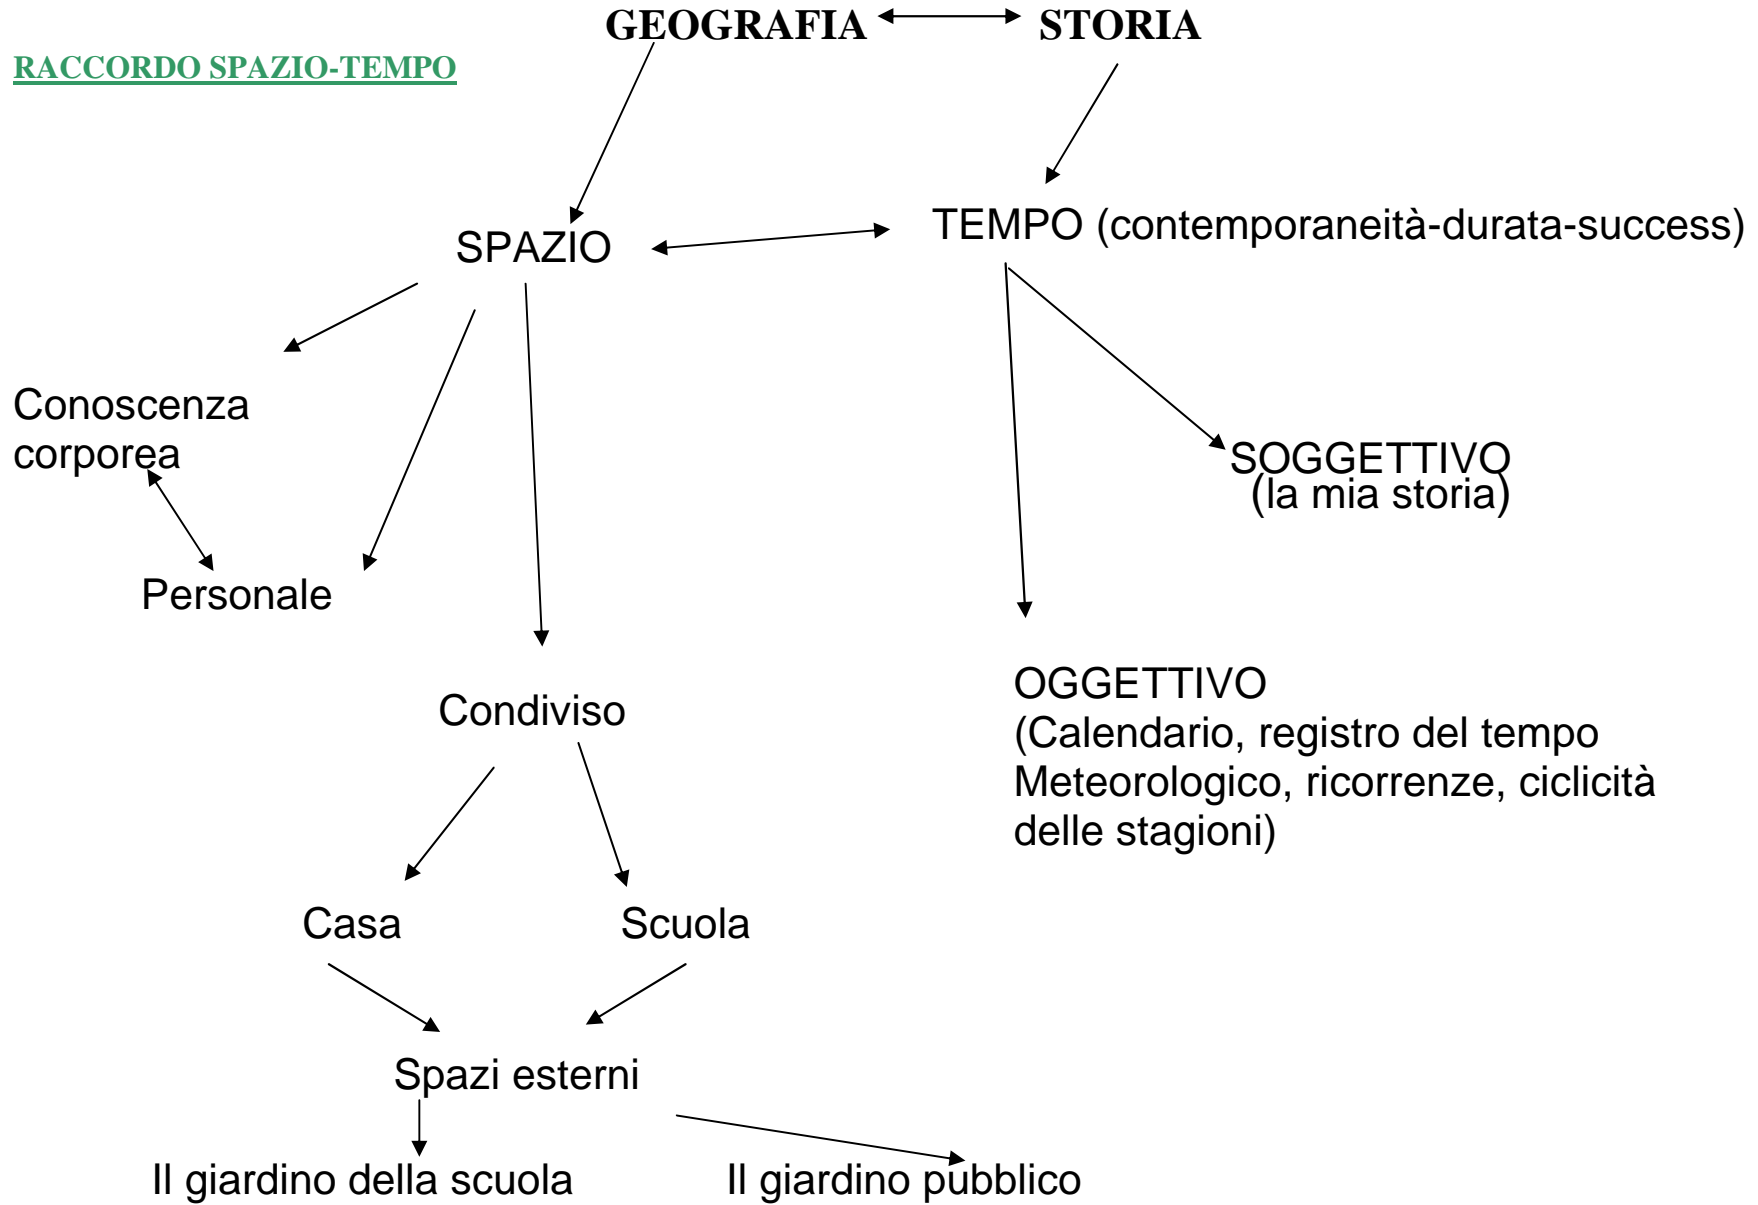 GEOGRAFIA STORIA
RACCORDO SPAZIO-TEMPO
SPAZIO
TEMPO (contemporaneità-durata-success)
Conoscenza
corporea
Personale
SOGGETTIVO
(la mia storia)
Condiviso
OGGETTIVO
(Calendario, registro del tempo
Meteorologico, ricorrenze, ciclicità
delle stagioni)
Casa
Scuola
Spazi esterni
Il giardino della scuola
Il giardino pubblico